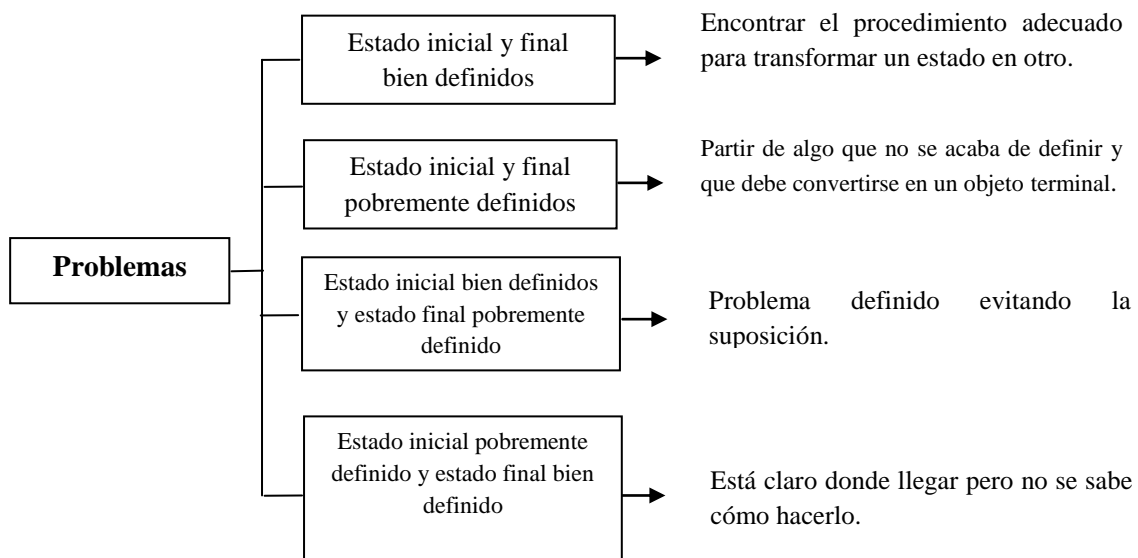 Problemas
Estado inicial y final
bien definidos
Encontrar el procedimiento adecuado
para transformar un estado en otro.
Estado inicial y final
pobremente definidos
Partir de algo que no se acaba de definir y
que debe convertirse en un objeto terminal.
Estado inicial bien definidos
y estado final pobremente
definido
Problema definido evitando la
suposición.
Estado inicial pobremente
definido y estado final bien
definido
Está claro donde llegar pero no se sabe
cómo hacerlo.